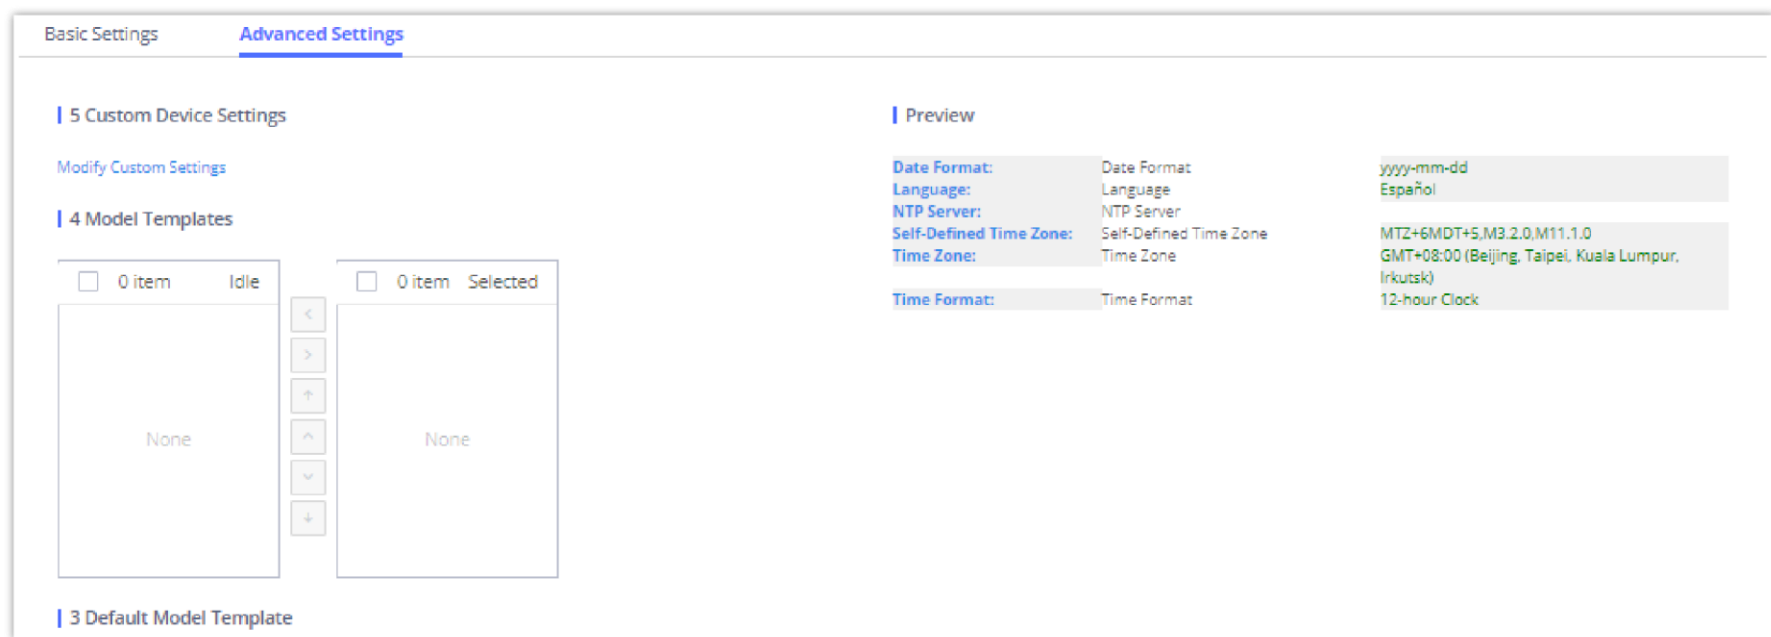 Basic Settings Advanced Settings
5 Custom Device Settings
Modify Custom Settings
4 Model Templates
0 item Idle
0 item Selected
None
None
3 Default Model Template
Preview
Date Format: Date Format yyyy-mm-dd
Language: Language Español
NTP Server: NTP Server
Self-Defined Time Zone: Self-Defined Time Zone MTZ+6MDT+5,M3.2.0,M11.1.0
Time Zone: Time Zone GMT+08:00 (Beijing, Taipei, Kuala Lumpur,
Irkutsk)
Time Format: Time Format 12-hour Clock